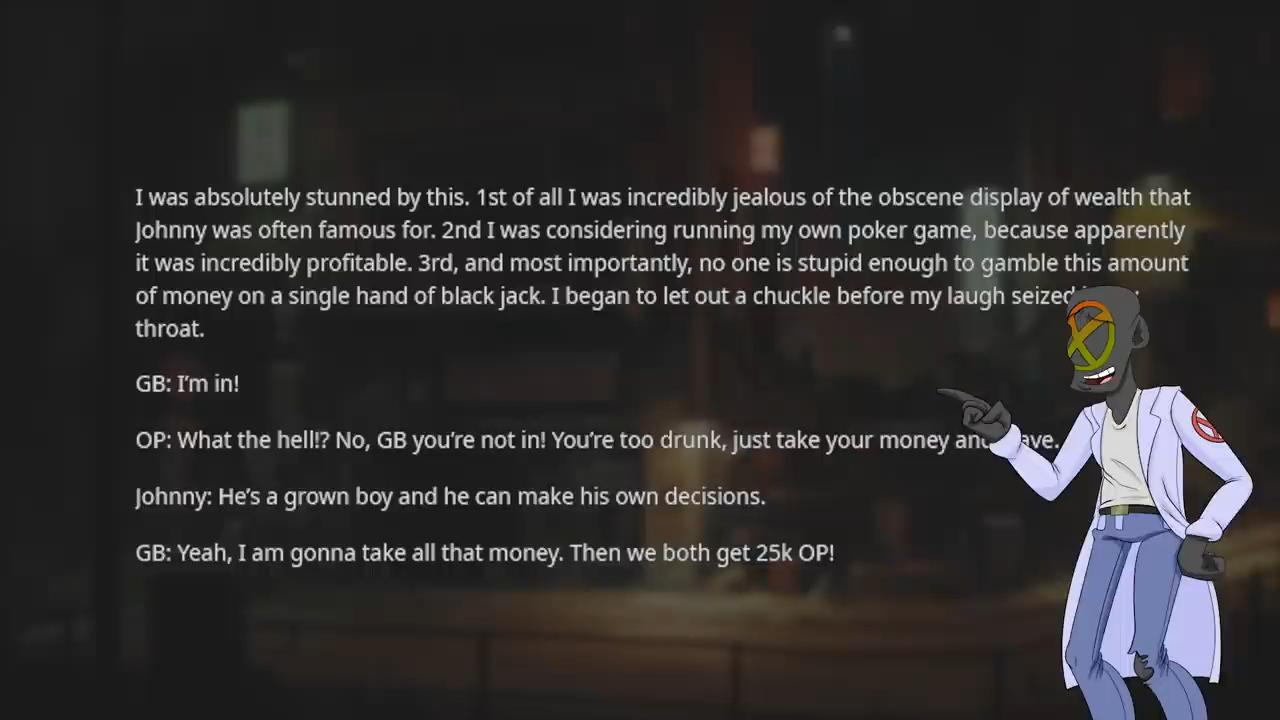 I was absolutely stunned by this. 1st of all I was incredibly jealous of the obscene display of wealth that
Johnny was often famous for. 2nd I was considering running my own poker game, because apparently
it was incredibly profitable. 3rd, and most importantly, no one is stupid enough to gamble this amount
of money on a single hand of black jack. I began to let out a chuckle before my laugh seized
throat.
GB: I’m in!
OP: What the hell!? No, GB you’re not in! You’re too drunk, just take your money
Johnny: He’s a grown boy and he can make his own decisions.
GB: Yeah, I am gonna take all that money. Then we both get 25k OP!